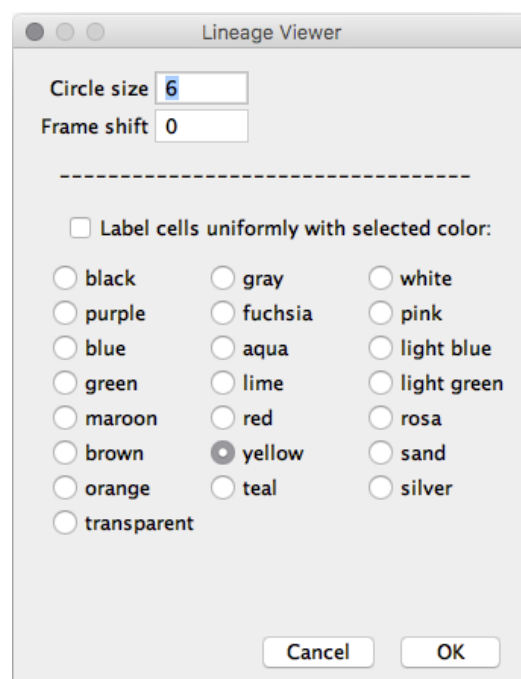 Lineage Viewer
Circle size 6
Frame shift 0
----------------------------------
Label cells uniformly with selected color:
black gray white
purple fuchsia pink
blue aqua light blue
green lime light green
maroon red rosa
brown yellow sand
orange teal silver
transparent
Cancel OK